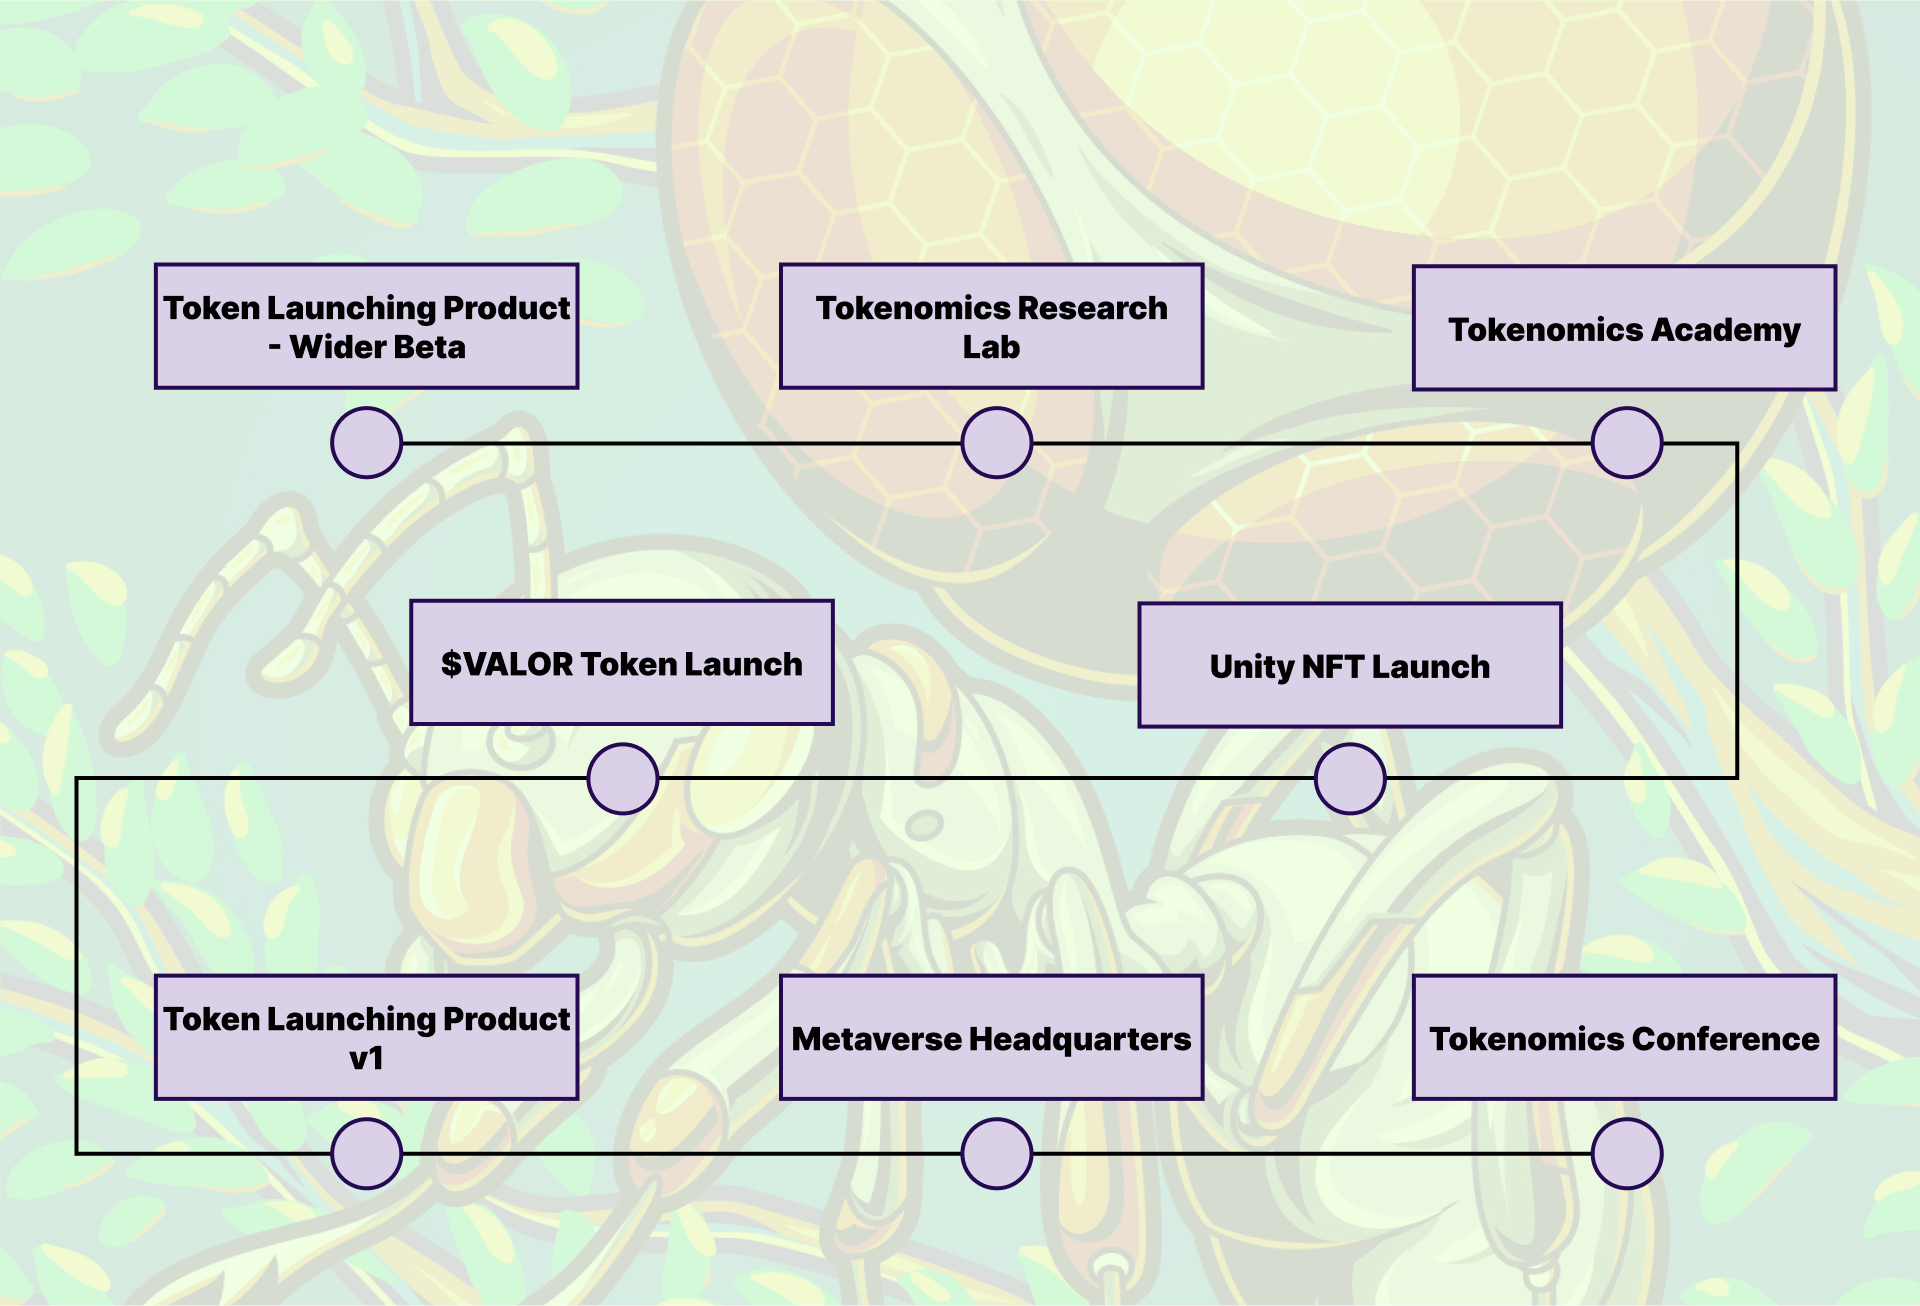 Token Launching Product
- Wider Beta
Tokenomics Research
Lab
Tokenomics Academy
$VALOR Token Launch
Unity NFT Launch
Token Launching Product
v1
Metaverse Headquarters
Tokenomics Conference